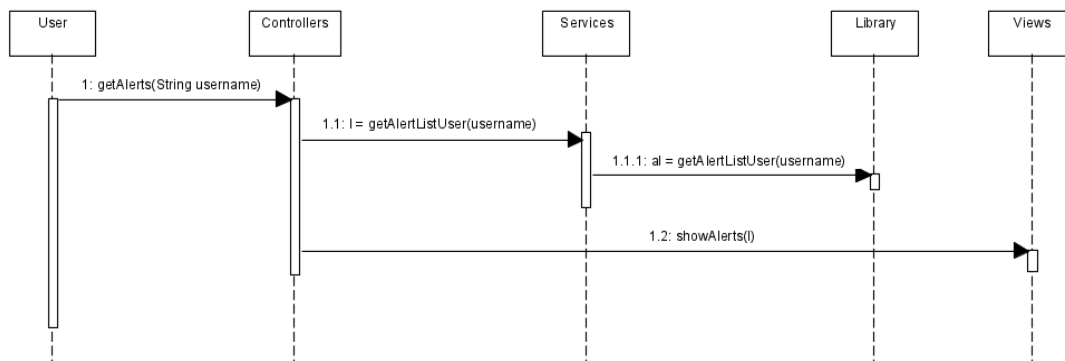 User
Controllers
Services
Library
Views
1: getAlerts(String username)
1.1: l = getAlertListUser(username)
1.1.1: al = getAlertListUser(username)
1.2: showAlerts(l)